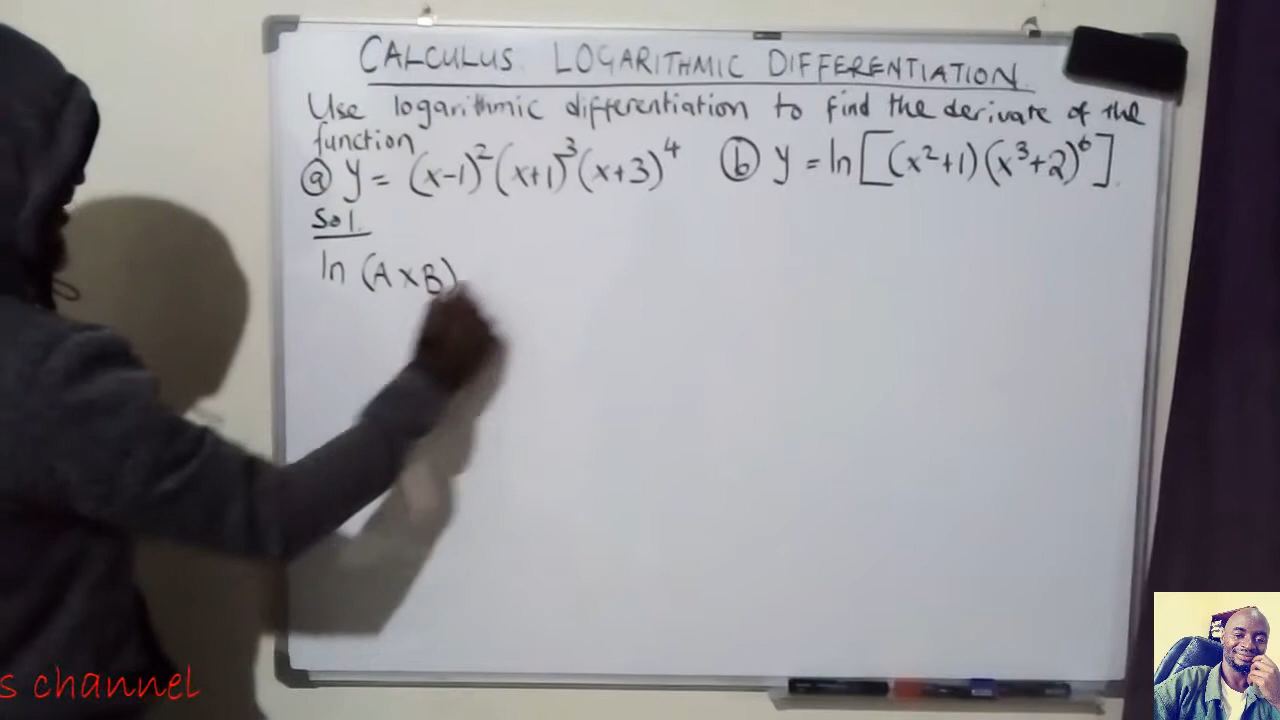 CALCULUS. LOGARITHMIC DIFFERENTIATION
Use logarithmic differentiation to find the derivate of the
function
ⓐ y = (x-1)²(x+1)³(x+3)⁴ ⓑ y = ln[(x²+1)(x³+2)⁶].
Sol.
ln (A×B)
s channel